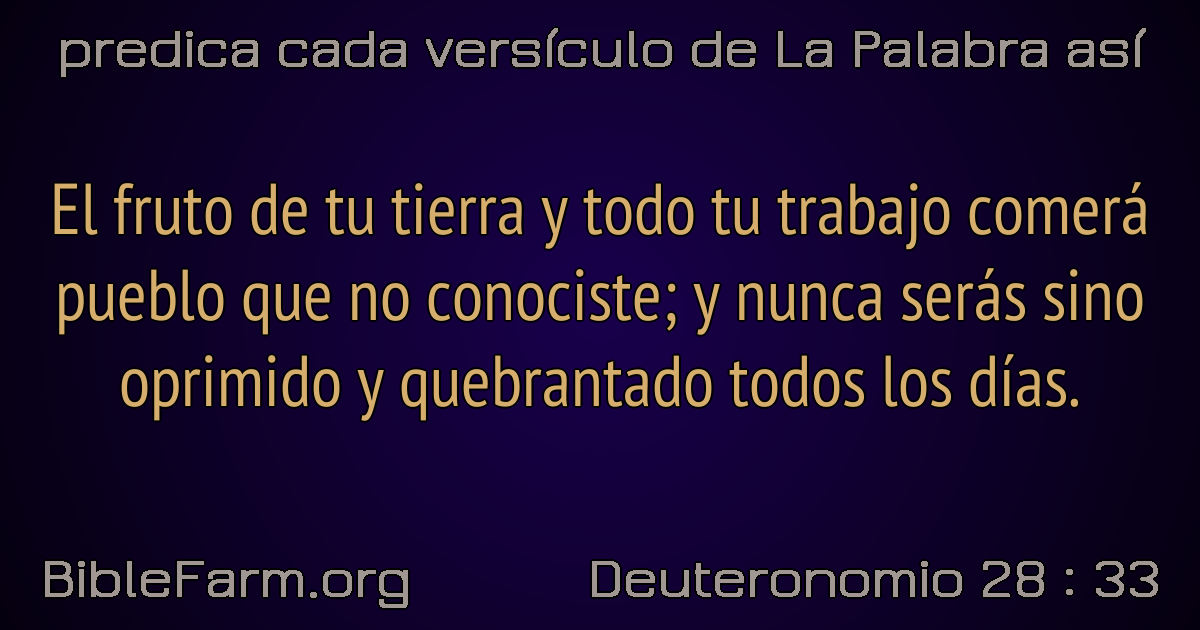 predica cada versículo de La Palabra así
El fruto de tu tierra y todo tu trabajo comerá
pueblo que no conociste; y nunca serás sino
oprimido y quebrantado todos los días.
BibleFarm.org
Deuteronomio 28 : 33